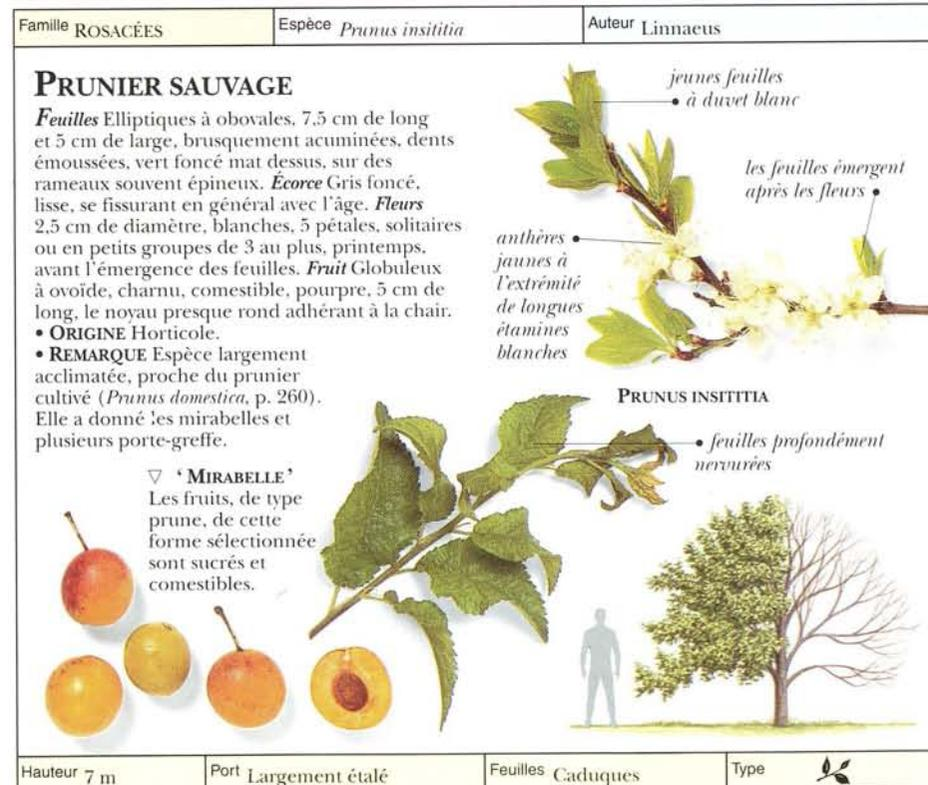 Famille ROSACÉES
Espèce Prunus insititia
Auteur Linnaeus
PRUNIER SAUVAGE
Feuilles Elliptiques à obovales, 7,5 cm de long
et 5 cm de large, brusquement acuminées, dents
émoussées, vert foncé mat dessus, sur des
rameaux souvent épineux. Écorce Gris foncé,
lisse, se fissurant en général avec l'âge. Fleurs
2,5 cm de diamètre, blanches, 5 pétales, solitaires
ou en petits groupes de 3 au plus, printemps,
avant l'émergence des feuilles. Fruit Globuleux
à ovoïde, charnu, comestible, pourpre, 5 cm de
long, le noyau presque rond adhérant à la chair.
• ORIGINE Horticole.
• REMARQUE Espèce largement
acclimatée, proche du prunier
cultivé (Prunus domestica, p. 260).
Elle a donné les mirabelles et
plusieurs porte-greffe.
jeunes feuilles
à duvet blanc
les feuilles émergent
après les fleurs
anthères
jaunes à
l'extrémité
de longues
étamines
blanches
PRUNUS INSITITIA
feuilles profondément
nervurées
▽ 'MIRABELLE'
Les fruits, de type
prune, de cette
forme sélectionnée
sont sucrés et
comestibles.
Hauteur 7 m
Port Largement étalé
Feuilles Caduques
Type